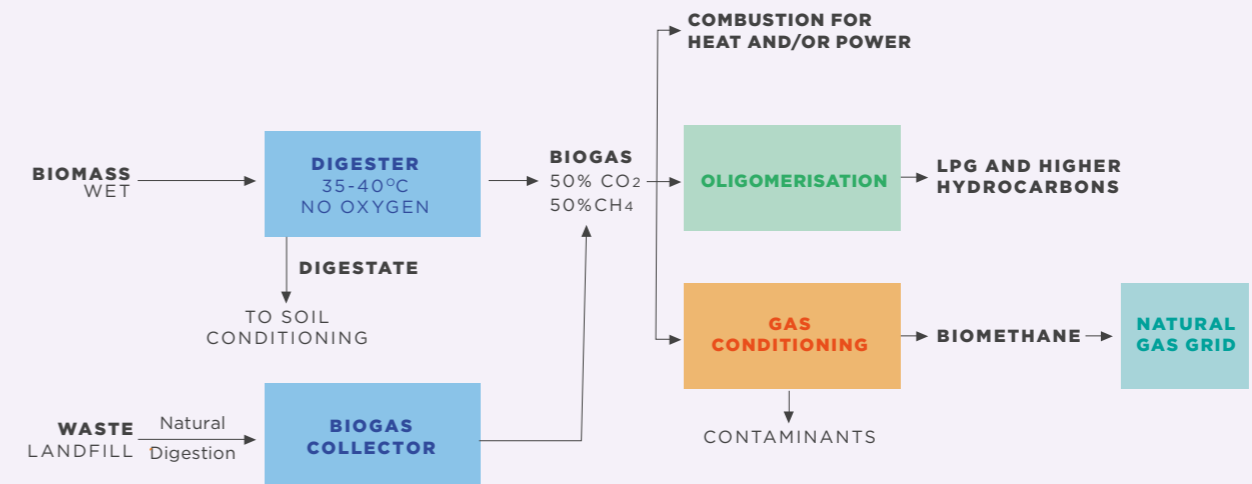 COMBUSTION FOR
HEAT AND/OR POWER
BIOMASS
WET
DIGESTER
35-40°C
NO OXYGEN
BIOGAS
50% CO₂
50%CH₄
OLIGOMERISATION
LPG AND HIGHER
HYDROCARBONS
DIGESTATE
TO SOIL
CONDITIONING
GAS
CONDITIONING
BIOMETHANE
NATURAL
GAS GRID
CONTAMINANTS
WASTE
LANDFILL
Natural
Digestion
BIOGAS
COLLECTOR